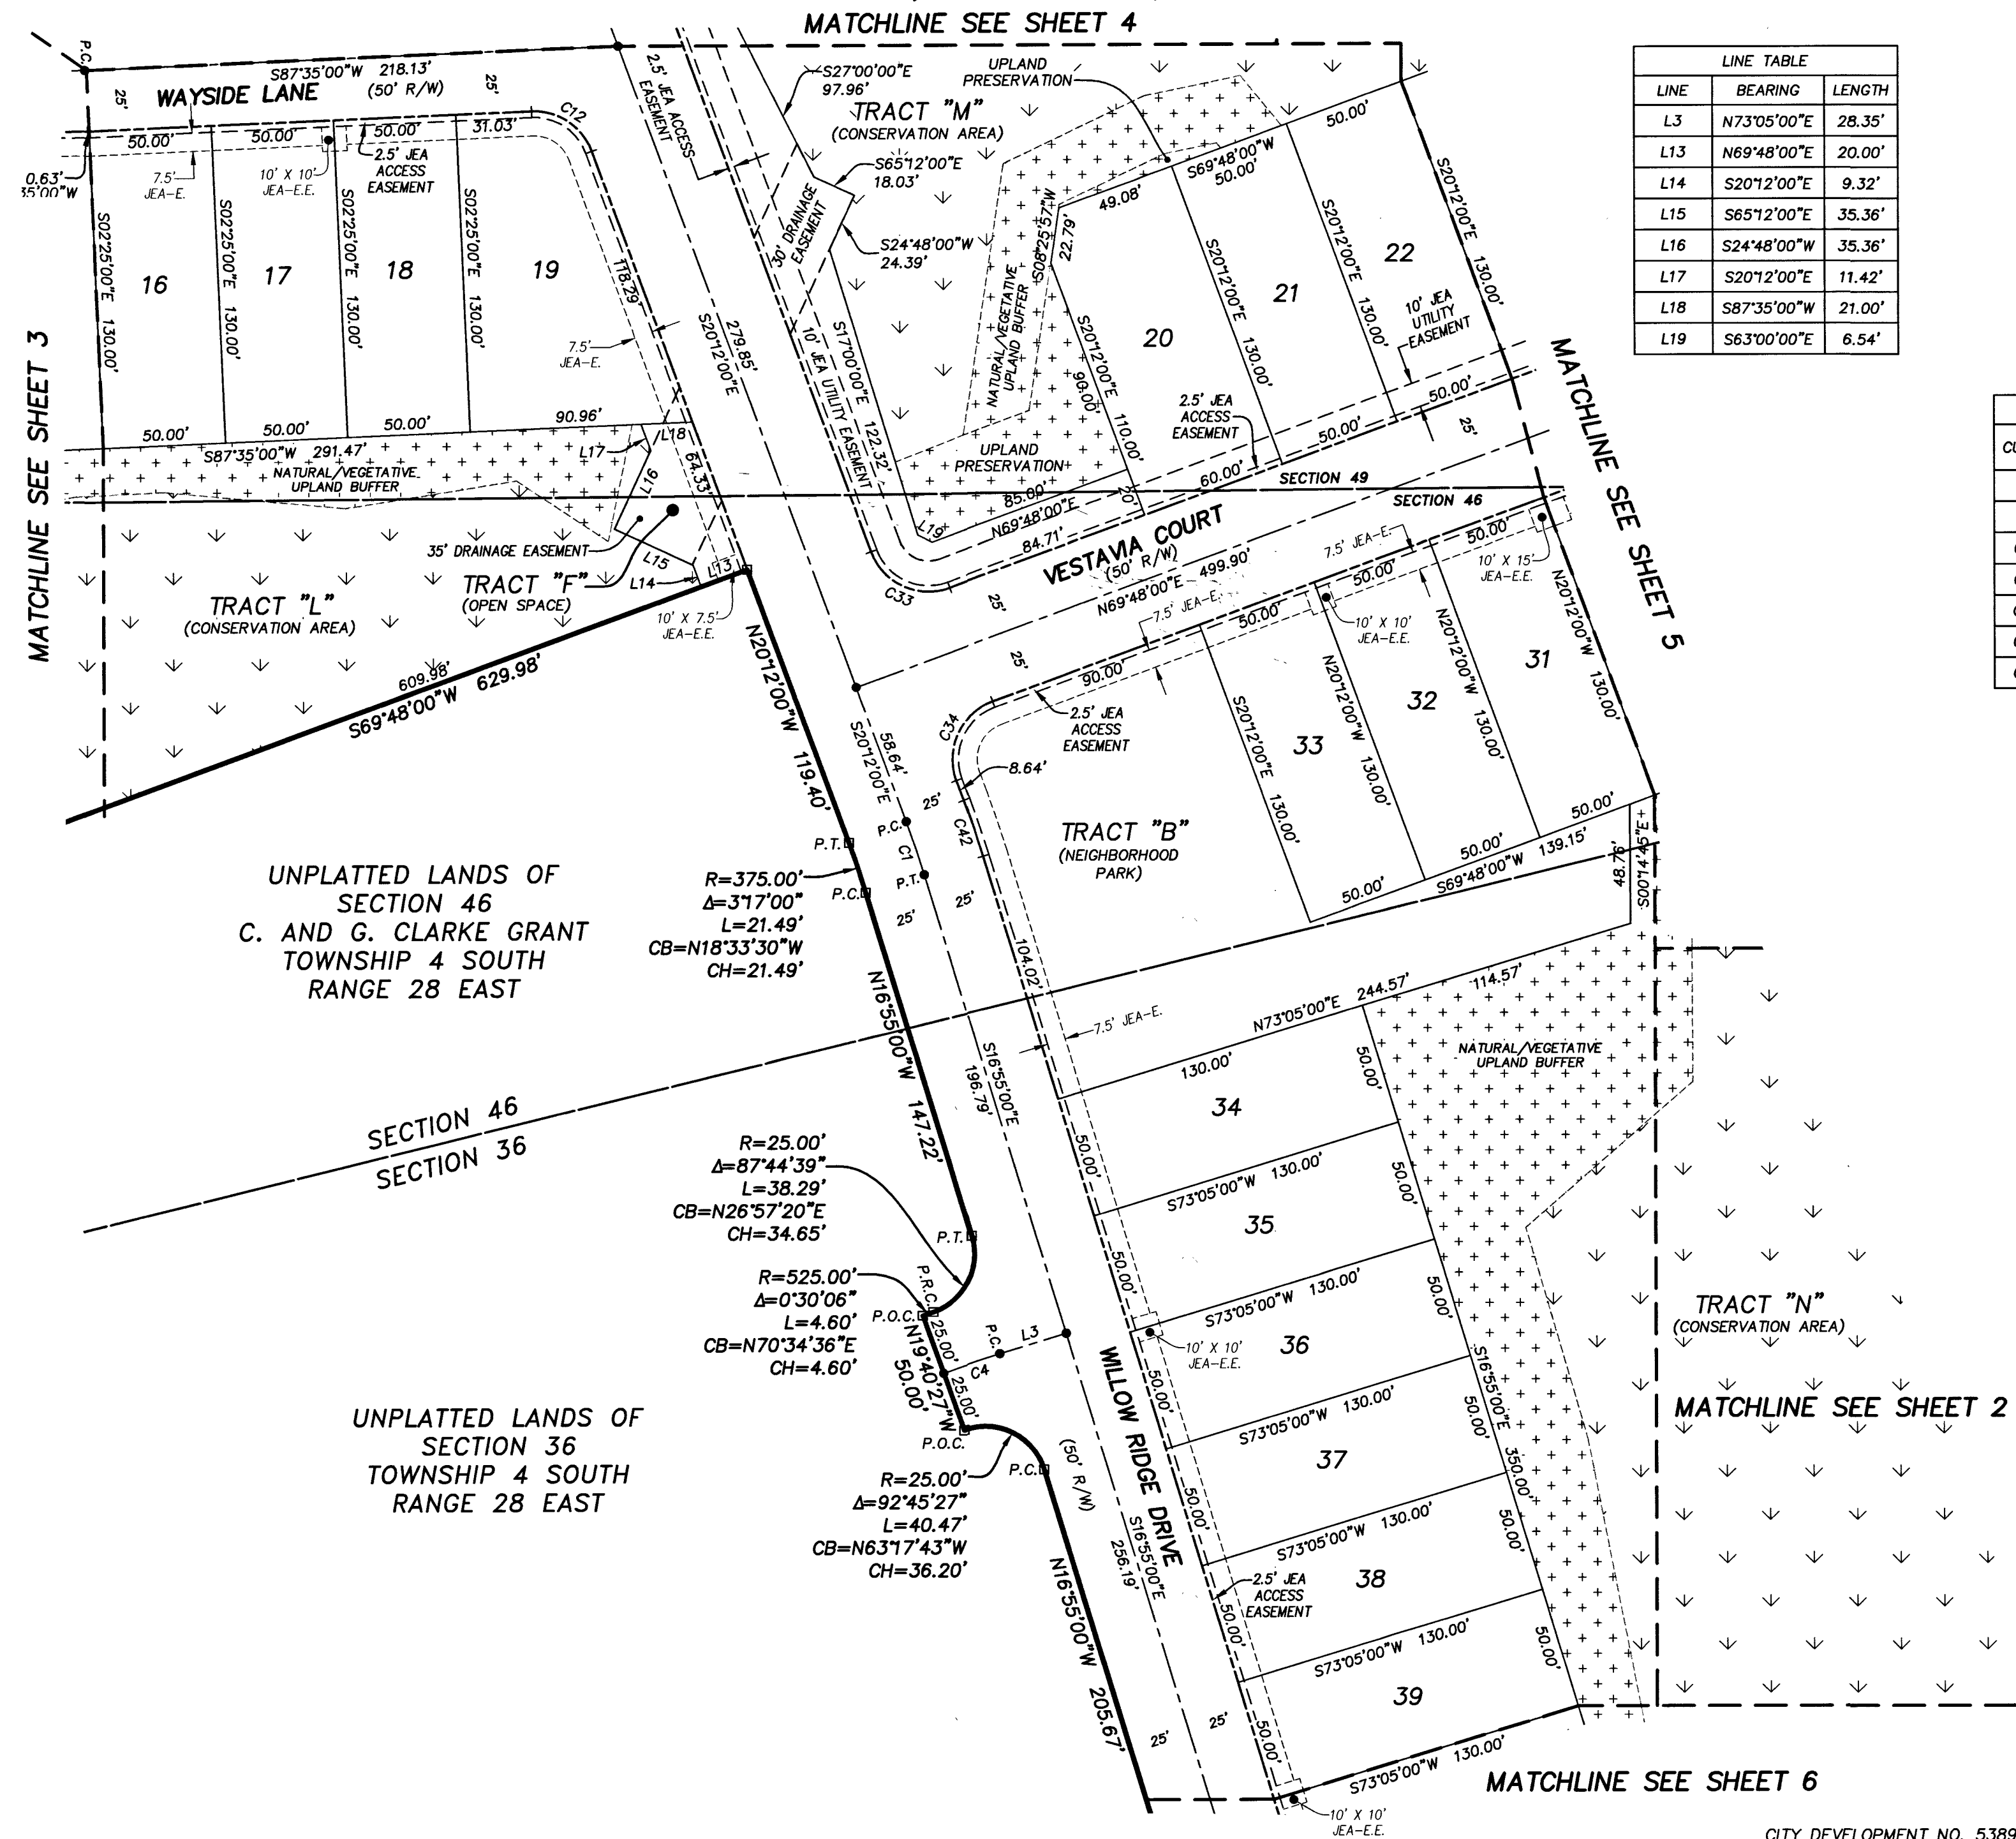 MATCHLINE SEE SHEET 4
P.C.
S87°35'00"W 218.13'
WAYSIDE LANE
(50' R/W)
25'
25'
C12
50.00'
50.00'
50.00'
31.03'
7.5'
JEA-E.
10' X 10'
JEA-E.E.
2.5' JEA
ACCESS
EASEMENT
0.63'
35'00"W
S02°25'00"E 130.00'
S02°25'00"E 130.00'
S02°25'00"E 130.00'
S02°25'00"E 130.00'
16
17
18
19
118.29'
7.5'
JEA-E.
50.00'
50.00'
50.00'
90.96'
S87°35'00"W 291.47'
NATURAL/VEGETATIVE
UPLAND BUFFER
L17
L18
L16
64.33'
35' DRAINAGE EASEMENT
L15
L14
L13
TRACT "F"
(OPEN SPACE)
10' X 7.5'
JEA-E.E.
TRACT "L"
(CONSERVATION AREA)
609.98'
S69°48'00"W 629.98'
MATCHLINE SEE SHEET 3
2.5' JEA ACCESS
EASEMENT
S27°00'00"E
97.96'
UPLAND
PRESERVATION
TRACT "M"
(CONSERVATION AREA)
S65°12'00"E
18.03'
30' DRAINAGE
EASEMENT
S24°48'00"W
24.39'
279.85'
S20°12'00"E
10' JEA UTILITY EASEMENT
S17°00'00"E 122.32'
NATURAL/VEGETATIVE
UPLAND BUFFER
S08°25'57"W
22.79'
49.08'
S69°48'00"W
50.00'
50.00'
S20°12'00"E
90.00'
110.00'
20'
S20°12'00"E 130.00'
S20°12'00"E 130.00'
S20°12'00"E 130.00'
20
21
22
10' JEA
UTILITY
EASEMENT
2.5' JEA
ACCESS
EASEMENT
UPLAND
PRESERVATION
85.00'
L19
N69°48'00"E
84.71'
60.00'
50.00'
50.00'
25'
C33
SECTION 49
SECTION 46
VESTAVIA COURT
(50' R/W)
N69°48'00"E 499.90'
25'
25'
MATCHLINE SEE SHEET 5
LINE TABLE
LINE BEARING LENGTH
L3 N73°05'00"E 28.35'
L13 N69°48'00"E 20.00'
L14 S20°12'00"E 9.32'
L15 S65°12'00"E 35.36'
L16 S24°48'00"W 35.36'
L17 S20°12'00"E 11.42'
L18 S87°35'00"W 21.00'
L19 S63°00'00"E 6.54'
7.5' JEA-E.
7.5' JEA-E.
90.00'
50.00'
50.00'
50.00'
10' X 15'
JEA-E.E.
10' X 10'
JEA-E.E.
C34
2.5' JEA
ACCESS
EASEMENT
8.64'
S20°12'00"E 130.00'
N20°12'00"W 130.00'
N20°12'00"W 130.00'
N20°12'00"W 130.00'
33
32
31
TRACT "B"
(NEIGHBORHOOD
PARK)
50.00'
50.00'
50.00'
S69°48'00"W 139.15'
48.76'
S00°14'45"E
N20°12'00"W 119.40'
58.64'
S20°12'00"E
25'
P.C.
C1
P.T.
C42
25'
25'
P.T.
P.C.
R=375.00'
Δ=3°17'00"
L=21.49'
CB=N18°33'30"W
CH=21.49'
UNPLATTED LANDS OF
SECTION 46
C. AND G. CLARKE GRANT
TOWNSHIP 4 SOUTH
RANGE 28 EAST
104.02'
7.5' JEA-E.
N16°55'00"W 147.22'
S16°55'00"E
196.79'
N73°05'00"E 244.57'
114.57'
130.00'
NATURAL/VEGETATIVE
UPLAND BUFFER
34
S73°05'00"W 130.00'
35
S73°05'00"W 130.00'
36
S73°05'00"W 130.00'
37
S73°05'00"W 130.00'
38
S73°05'00"W 130.00'
39
S73°05'00"W 130.00'
50.00'
50.00'
50.00'
50.00'
50.00'
50.00'
50.00'
50.00'
50.00'
50.00'
50.00'
50.00'
S16°55'00"E 350.00'
SECTION 46
SECTION 36
R=25.00'
Δ=87°44'39"
L=38.29'
CB=N26°57'20"E
CH=34.65'
P.T.
P.R.C.
R=525.00'
Δ=0°30'06"
L=4.60'
CB=N70°34'36"E
CH=4.60'
P.O.C.
25.00'
25.00'
N19°40'27"W
50.00'
P.C.
L3
C4
P.O.C.
P.C.
R=25.00'
Δ=92°45'27"
L=40.47'
CB=N63°17'43"W
CH=36.20'
UNPLATTED LANDS OF
SECTION 36
TOWNSHIP 4 SOUTH
RANGE 28 EAST
10' X 10'
JEA-E.E.
WILLOW RIDGE DRIVE
(50' R/W)
S16°55'00"E
256.19'
2.5' JEA
ACCESS
EASEMENT
N16°55'00"W 205.67'
25'
25'
50.00'
TRACT "N"
(CONSERVATION AREA)
MATCHLINE SEE SHEET 2
MATCHLINE SEE SHEET 6
10' X 10'
JEA-E.E.
CITY DEVELOPMENT NO. 5389